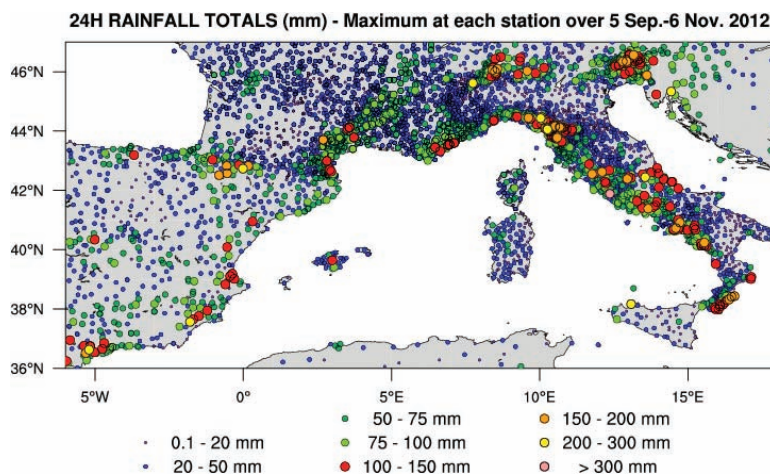 24H RAINFALL TOTALS (mm) - Maximum at each station over 5 Sep.-6 Nov. 2012
46°N
44°N
42°N
40°N
38°N
36°N
5°W
0°
5°E
10°E
15°E
0.1 - 20 mm
20 - 50 mm
50 - 75 mm
75 - 100 mm
100 - 150 mm
150 - 200 mm
200 - 300 mm
> 300 mm